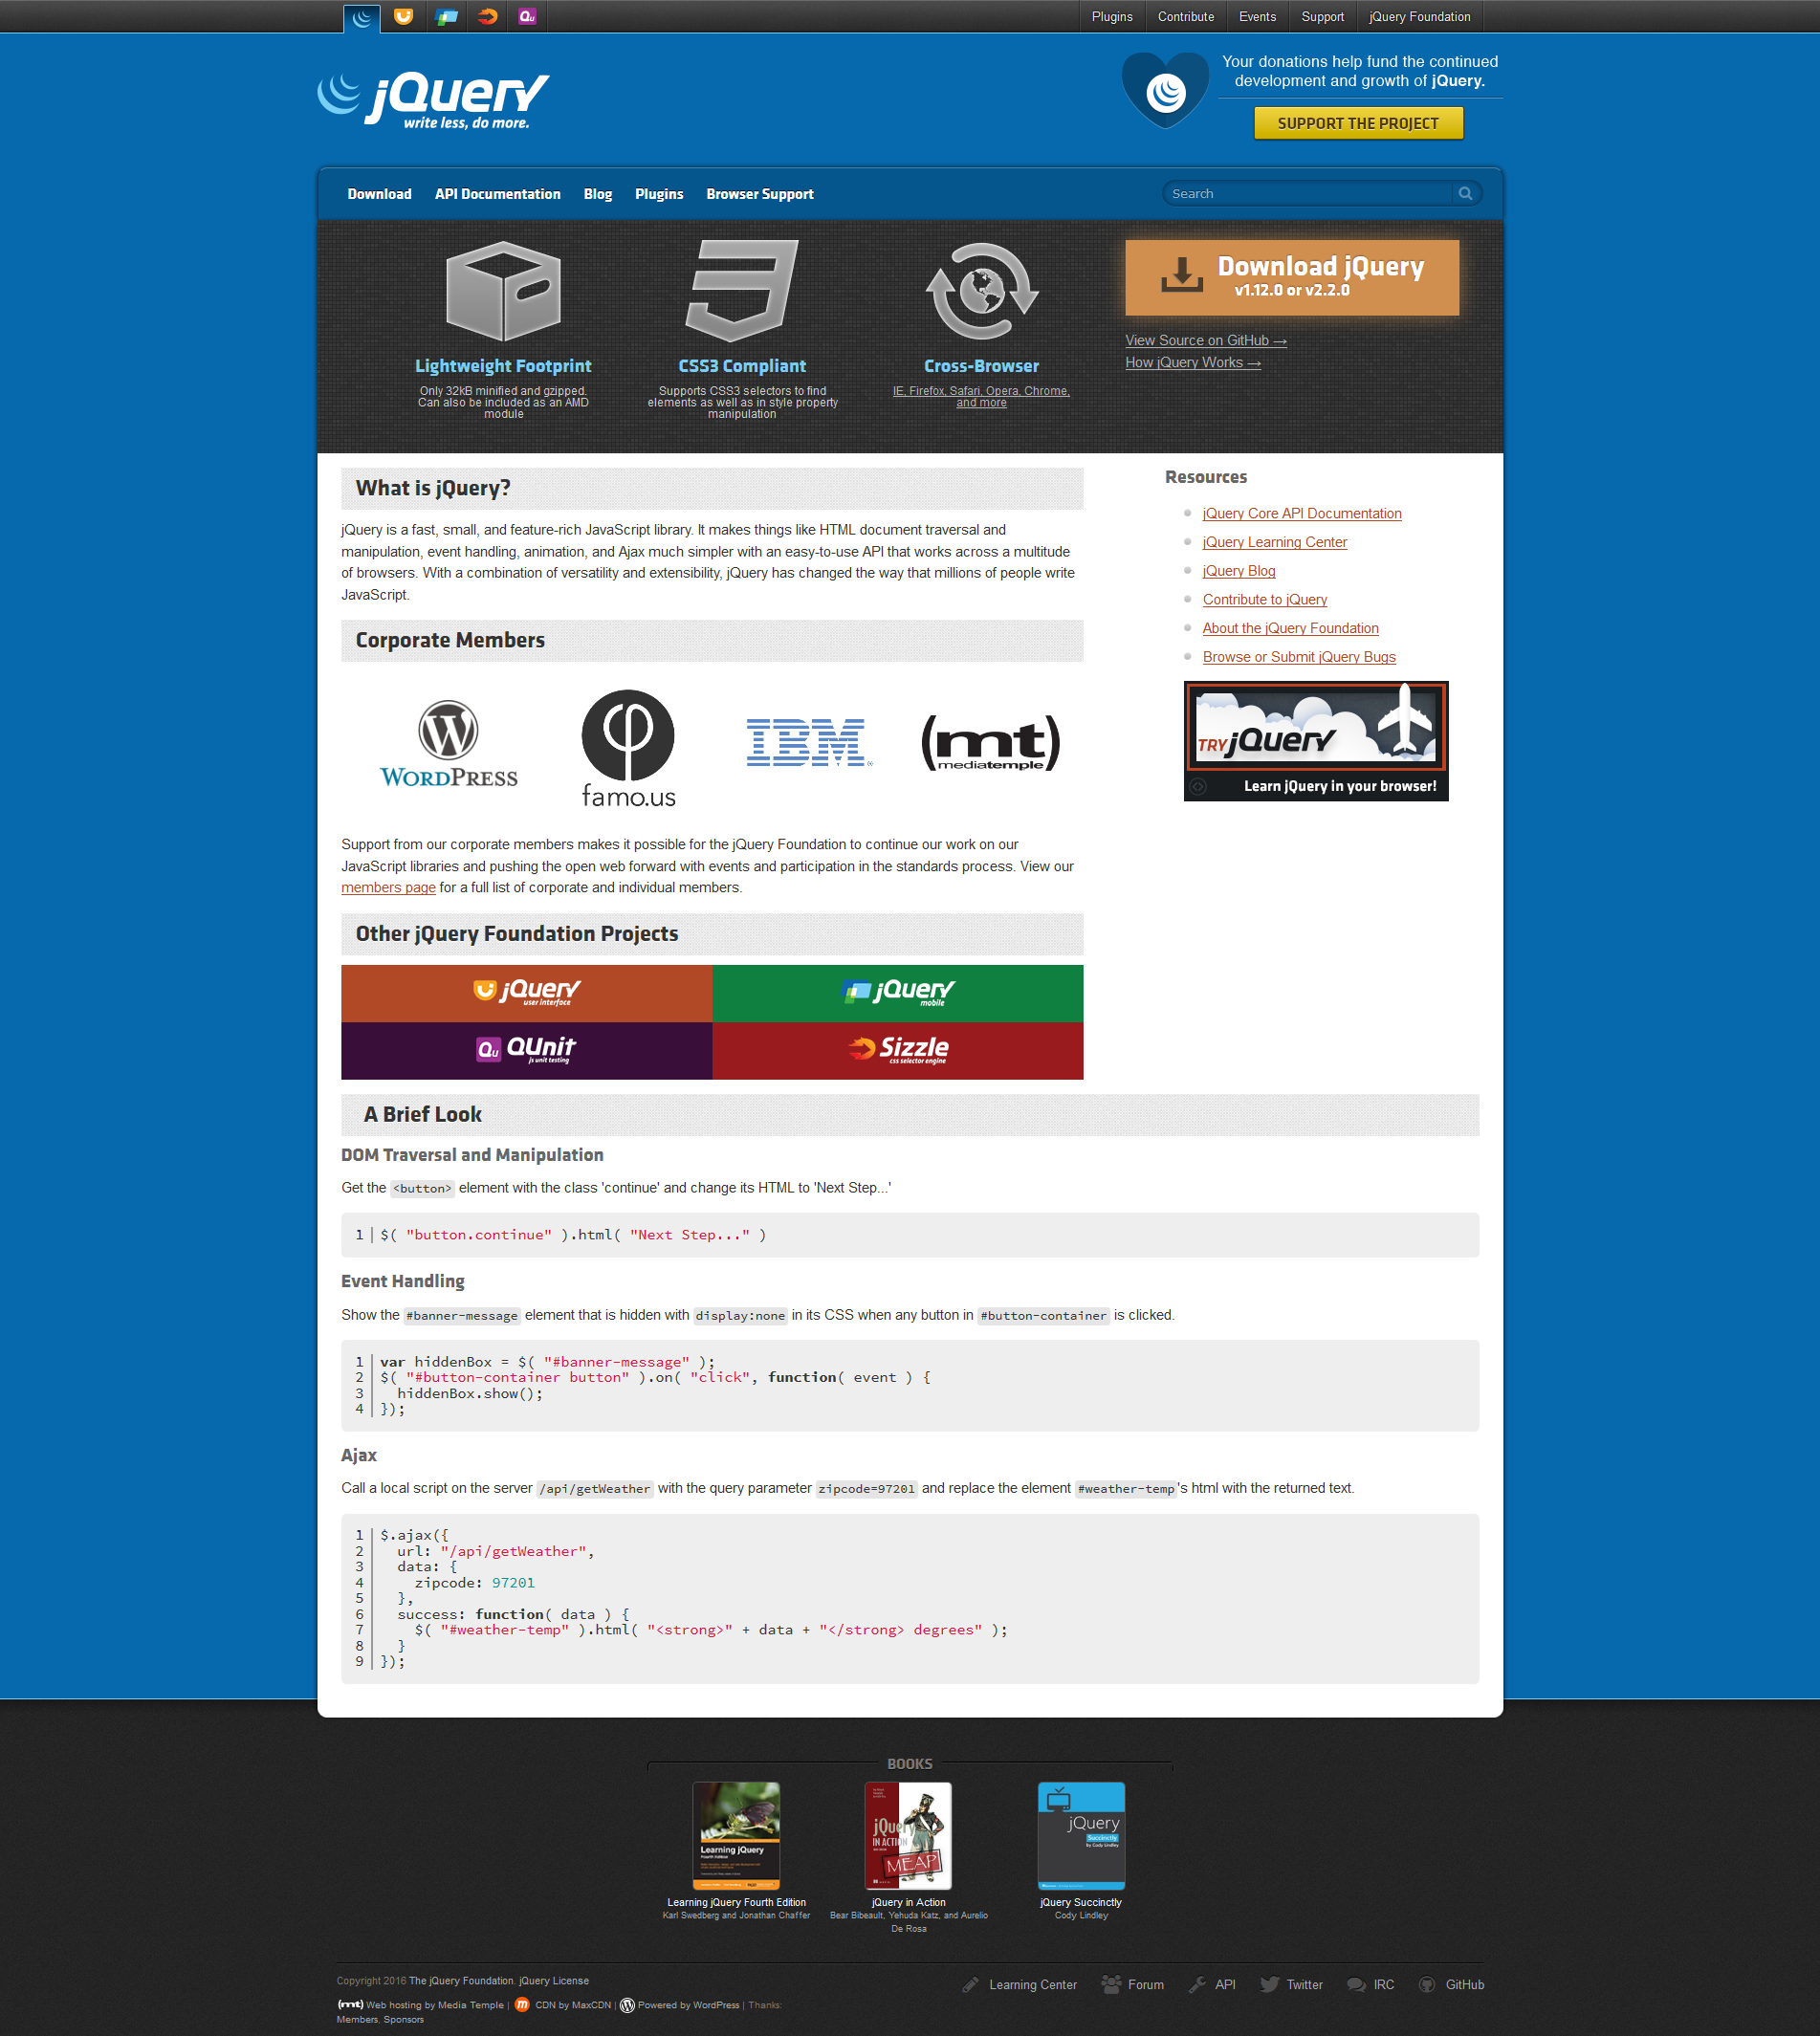 Plugins
Contribute
Events
Support
jQuery Foundation
jQuery
write less, do more.
Your donations help fund the continued
development and growth of jQuery.
SUPPORT THE PROJECT
Download
API Documentation
Blog
Plugins
Browser Support
Search
Lightweight Footprint
Only 32kB minified and gzipped.
Can also be included as an AMD
module
CSS3 Compliant
Supports CSS3 selectors to find
elements as well as in style property
manipulation
Cross-Browser
IE, Firefox, Safari, Opera, Chrome,
and more
Download jQuery
v1.12.0 or v2.2.0
View Source on GitHub →
How jQuery Works →
What is jQuery?
jQuery is a fast, small, and feature-rich JavaScript library. It makes things like HTML document traversal and
manipulation, event handling, animation, and Ajax much simpler with an easy-to-use API that works across a multitude
of browsers. With a combination of versatility and extensibility, jQuery has changed the way that millions of people write
JavaScript.
Resources
jQuery Core API Documentation
jQuery Learning Center
jQuery Blog
Contribute to jQuery
About the jQuery Foundation
Browse or Submit jQuery Bugs
TRY jQuery
Learn jQuery in your browser!
Corporate Members
WORDPRESS
famo.us
IBM®
(mt)
mediatemple
Support from our corporate members makes it possible for the jQuery Foundation to continue our work on our
JavaScript libraries and pushing the open web forward with events and participation in the standards process. View our
members page for a full list of corporate and individual members.
Other jQuery Foundation Projects
jQuery
user interface
jQuery
mobile
Qu QUnit
js unit testing
Sizzle
css selector engine
A Brief Look
DOM Traversal and Manipulation
Get the <button> element with the class 'continue' and change its HTML to 'Next Step...'
1 $( "button.continue" ).html( "Next Step..." )
Event Handling
Show the #banner-message element that is hidden with display:none in its CSS when any button in #button-container is clicked.
1 var hiddenBox = $( "#banner-message" );
2 $( "#button-container button" ).on( "click", function( event ) {
3   hiddenBox.show();
4 });
Ajax
Call a local script on the server /api/getWeather with the query parameter zipcode=97201 and replace the element #weather-temp's html with the returned text.
1 $.ajax({
2   url: "/api/getWeather",
3   data: {
4     zipcode: 97201
5   },
6   success: function( data ) {
7     $( "#weather-temp" ).html( "<strong>" + data + "</strong> degrees" );
8   }
9 });
BOOKS
Learning jQuery
Fourth Edition
Learning jQuery Fourth Edition
Karl Swedberg and Jonathan Chaffer
jQuery
IN ACTION
MEAP
jQuery in Action
Bear Bibeault, Yehuda Katz, and Aurelio
De Rosa
jQuery
Succinctly
by Cody Lindley
jQuery Succinctly
Cody Lindley
Copyright 2016 The jQuery Foundation. jQuery License
Learning Center
Forum
API
Twitter
IRC
GitHub
(mt) Web hosting by Media Temple | CDN by MaxCDN | Powered by WordPress | Thanks:
Members, Sponsors